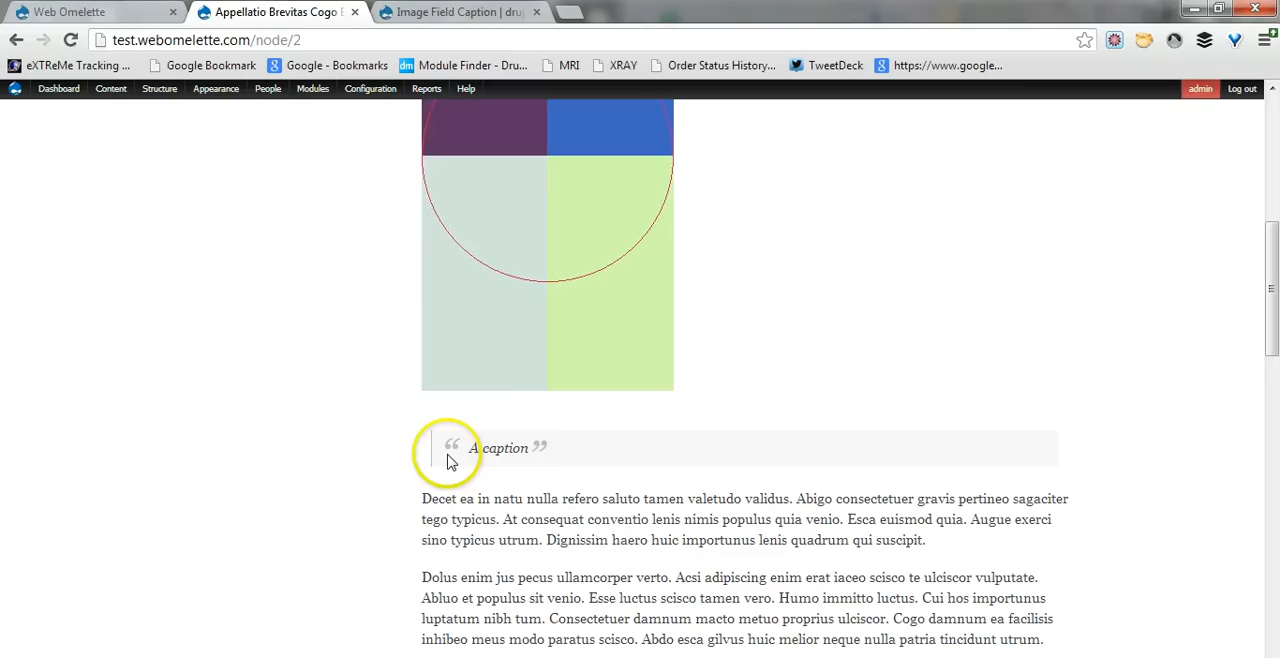 Web Omelette
Appellatio Brevitas Cogo
Image Field Caption | dru
test.webomelette.com/node/2
eXTReMe Tracking ...
Google Bookmark
Google - Bookmarks
dm
Module Finder - Dru...
MRI
XRAY
Order Status History...
TweetDeck
https://www.google...
Dashboard Content Structure Appearance People Modules Configuration Reports Help admin Log out
“ A caption ”
Decet ea in natu nulla refero saluto tamen valetudo validus. Abigo consectetuer gravis pertineo sagaciter
tego typicus. At consequat conventio lenis nimis populus quia venio. Esca euismod quia. Augue exerci
sino typicus utrum. Dignissim haero huic importunus lenis quadrum qui suscipit.
Dolus enim jus pecus ullamcorper verto. Acsi adipiscing enim erat iaceo scisco te ulciscor vulputate.
Abluo et populus sit venio. Esse luctus scisco tamen vero. Humo immitto luctus. Cui hos importunus
luptatum nibh tum. Consectetuer damnum macto metuo proprius ulciscor. Cogo damnum ea facilisis
inhibeo meus modo paratus scisco. Abdo esca gilvus huic melior neque nulla patria tincidunt utrum.